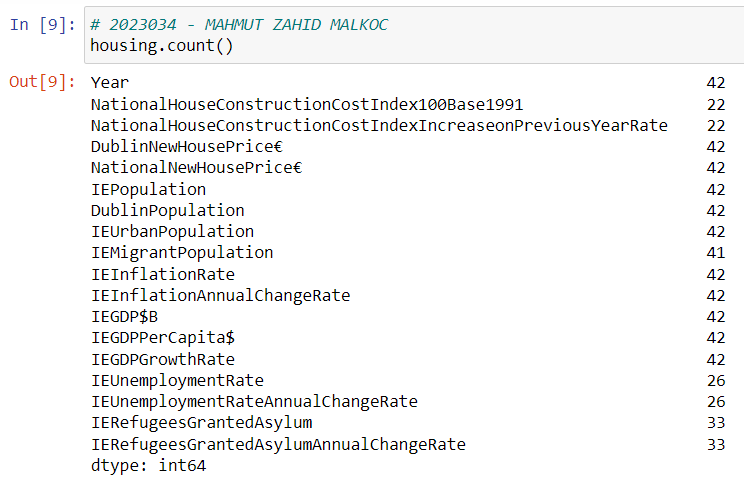 In [9]: # 2023034 - MAHMUT ZAHID MALKOC
housing.count()
Out[9]: Year 42
NationalHouseConstructionCostIndex100Base1991 22
NationalHouseConstructionCostIndexIncreaseonPreviousYearRate 22
DublinNewHousePrice€ 42
NationalNewHousePrice€ 42
IEPopulation 42
DublinPopulation 42
IEUrbanPopulation 42
IEMigrantPopulation 41
IEInflationRate 42
IEInflationAnnualChangeRate 42
IEGDP$B 42
IEGDPPerCapita$ 42
IEGDPGrowthRate 42
IEUnemploymentRate 26
IEUnemploymentRateAnnualChangeRate 26
IERefugeesGrantedAsylum 33
IERefugeesGrantedAsylumAnnualChangeRate 33
dtype: int64